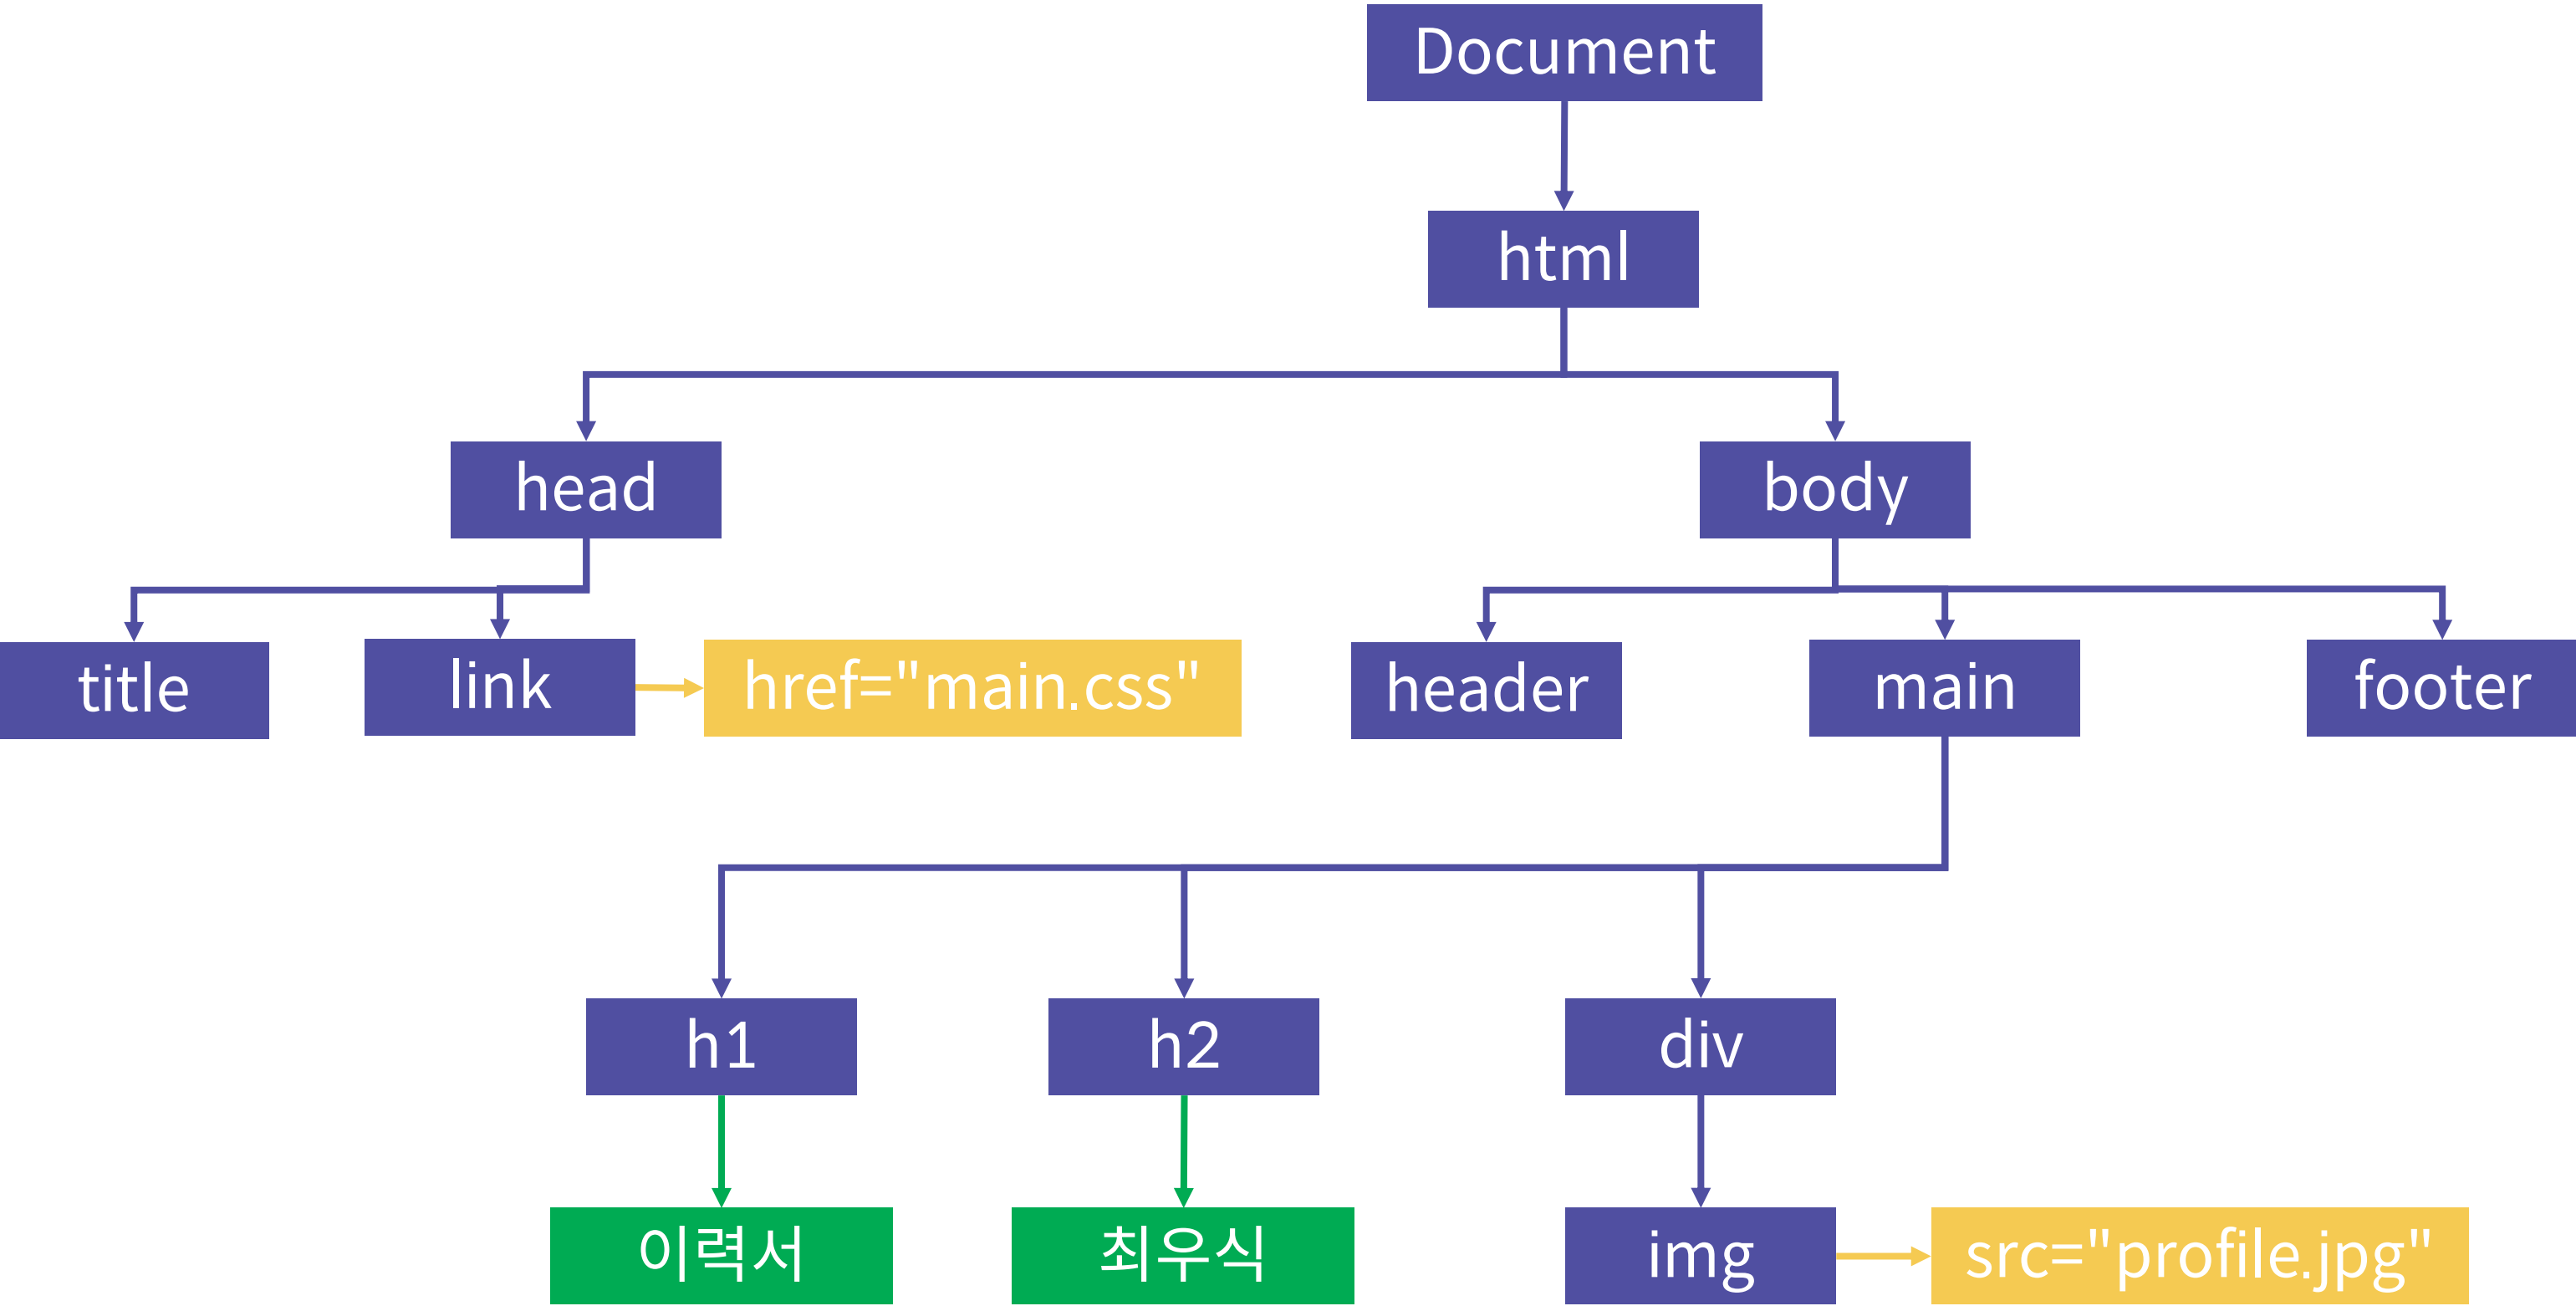 Document
html
head
body
title
link
href="main.css"
header
main
footer
h1
h2
div
이력서
최우식
img
src="profile.jpg"